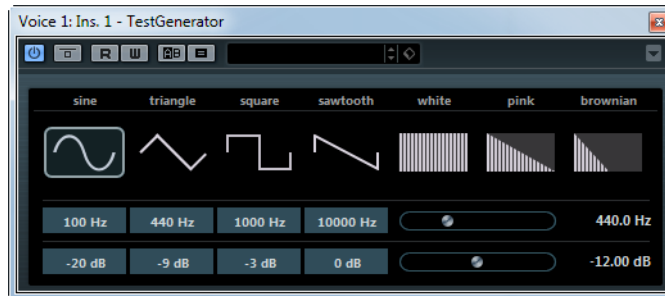 Voice 1: Ins. 1 - TestGenerator
R W AB
sine triangle square sawtooth white pink brownian
100 Hz 440 Hz 1000 Hz 10000 Hz 440.0 Hz
-20 dB -9 dB -3 dB 0 dB -12.00 dB